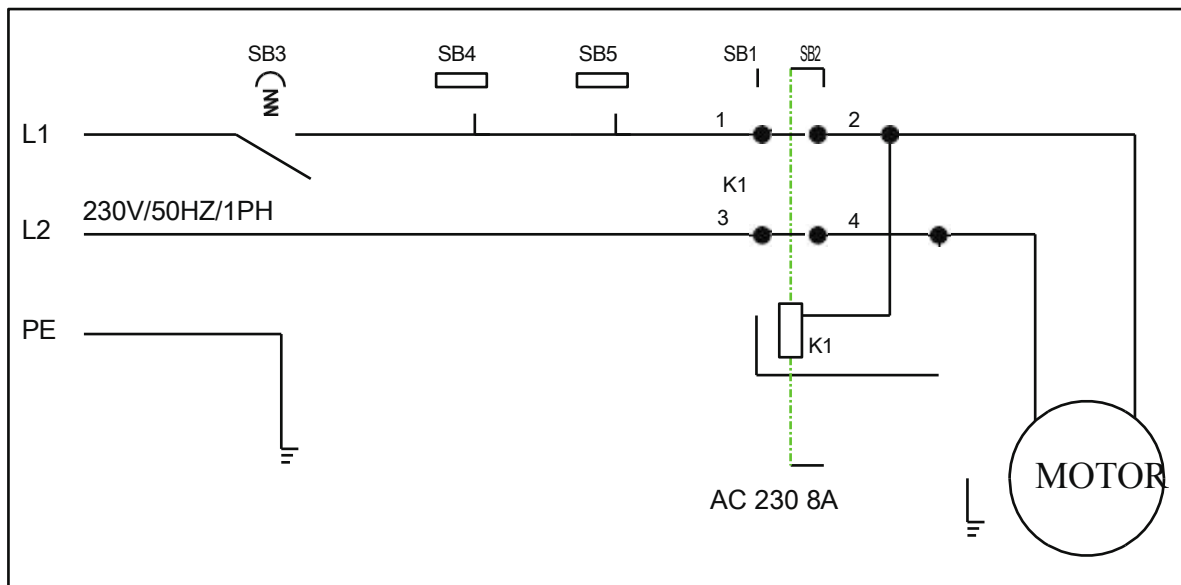 SB3
SB4
SB5
SB1
SB2
L1
1
2
K1
230V/50HZ/1PH
L2
3
4
PE
K1
MOTOR
AC 230 8A